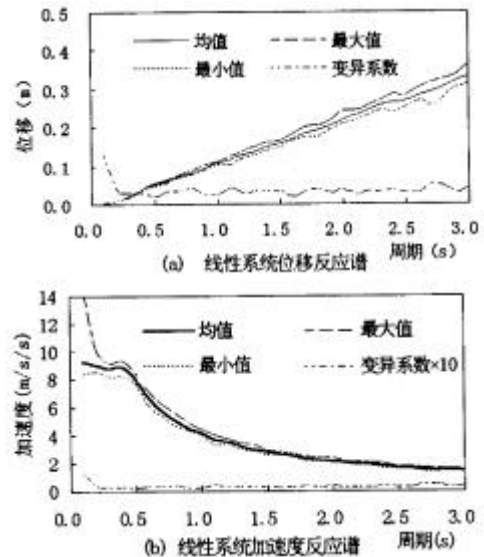 均值 最大值
最小值 变异系数
位移 (m)
0.4
0.3
0.2
0.1
0.0
0.0 0.5 1.0 1.5 2.0 2.5 3.0
周期(s)
(a) 线性系统位移反应谱
均值 最大值
最小值 变异系数×10
加速度(m/s/s)
14
12
10
8
6
4
2
0
0.0 0.5 1.0 1.5 2.0 2.5 3.0
周期(s)
(b) 线性系统加速度反应谱